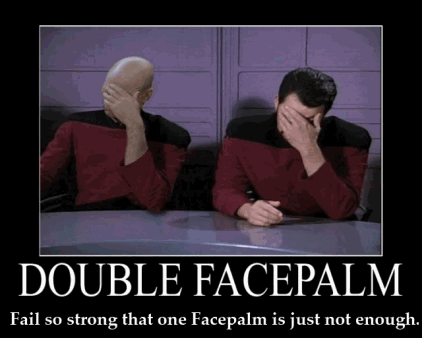 DOUBLE FACEPALM
Fail so strong that one Facepalm is just not enough.